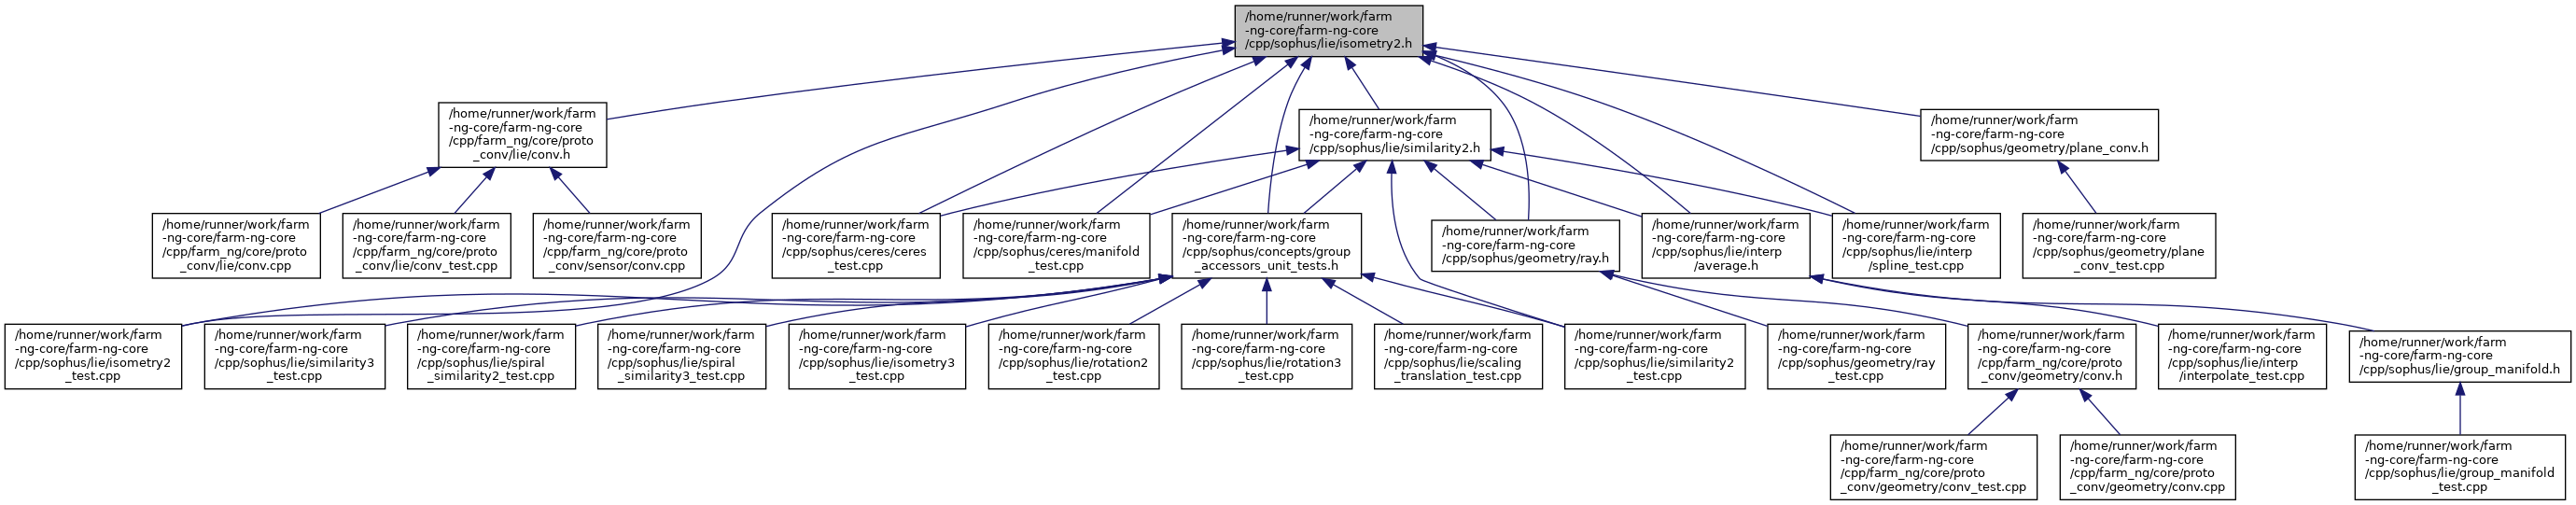 /home/runner/work/farm
-ng-core/farm-ng-core
/cpp/sophus/lie/isometry2.h
/home/runner/work/farm
-ng-core/farm-ng-core
/cpp/farm_ng/core/proto
_conv/lie/conv.h
/home/runner/work/farm
-ng-core/farm-ng-core
/cpp/sophus/lie/similarity2.h
/home/runner/work/farm
-ng-core/farm-ng-core
/cpp/sophus/geometry/plane_conv.h
/home/runner/work/farm
-ng-core/farm-ng-core
/cpp/farm_ng/core/proto
_conv/lie/conv.cpp
/home/runner/work/farm
-ng-core/farm-ng-core
/cpp/farm_ng/core/proto
_conv/lie/conv_test.cpp
/home/runner/work/farm
-ng-core/farm-ng-core
/cpp/farm_ng/core/proto
_conv/sensor/conv.cpp
/home/runner/work/farm
-ng-core/farm-ng-core
/cpp/sophus/ceres/ceres
_test.cpp
/home/runner/work/farm
-ng-core/farm-ng-core
/cpp/sophus/ceres/manifold
_test.cpp
/home/runner/work/farm
-ng-core/farm-ng-core
/cpp/sophus/concepts/group
_accessors_unit_tests.h
/home/runner/work/farm
-ng-core/farm-ng-core
/cpp/sophus/geometry/ray.h
/home/runner/work/farm
-ng-core/farm-ng-core
/cpp/sophus/lie/interp
/average.h
/home/runner/work/farm
-ng-core/farm-ng-core
/cpp/sophus/lie/interp
/spline_test.cpp
/home/runner/work/farm
-ng-core/farm-ng-core
/cpp/sophus/geometry/plane
_conv_test.cpp
/home/runner/work/farm
-ng-core/farm-ng-core
/cpp/sophus/lie/isometry2
_test.cpp
/home/runner/work/farm
-ng-core/farm-ng-core
/cpp/sophus/lie/similarity3
_test.cpp
/home/runner/work/farm
-ng-core/farm-ng-core
/cpp/sophus/lie/spiral
_similarity2_test.cpp
/home/runner/work/farm
-ng-core/farm-ng-core
/cpp/sophus/lie/spiral
_similarity3_test.cpp
/home/runner/work/farm
-ng-core/farm-ng-core
/cpp/sophus/lie/isometry3
_test.cpp
/home/runner/work/farm
-ng-core/farm-ng-core
/cpp/sophus/lie/rotation2
_test.cpp
/home/runner/work/farm
-ng-core/farm-ng-core
/cpp/sophus/lie/rotation3
_test.cpp
/home/runner/work/farm
-ng-core/farm-ng-core
/cpp/sophus/lie/scaling
_translation_test.cpp
/home/runner/work/farm
-ng-core/farm-ng-core
/cpp/sophus/lie/similarity2
_test.cpp
/home/runner/work/farm
-ng-core/farm-ng-core
/cpp/sophus/geometry/ray
_test.cpp
/home/runner/work/farm
-ng-core/farm-ng-core
/cpp/farm_ng/core/proto
_conv/geometry/conv.h
/home/runner/work/farm
-ng-core/farm-ng-core
/cpp/sophus/lie/interp
/interpolate_test.cpp
/home/runner/work/farm
-ng-core/farm-ng-core
/cpp/sophus/lie/group_manifold.h
/home/runner/work/farm
-ng-core/farm-ng-core
/cpp/farm_ng/core/proto
_conv/geometry/conv_test.cpp
/home/runner/work/farm
-ng-core/farm-ng-core
/cpp/farm_ng/core/proto
_conv/geometry/conv.cpp
/home/runner/work/farm
-ng-core/farm-ng-core
/cpp/sophus/lie/group_manifold
_test.cpp